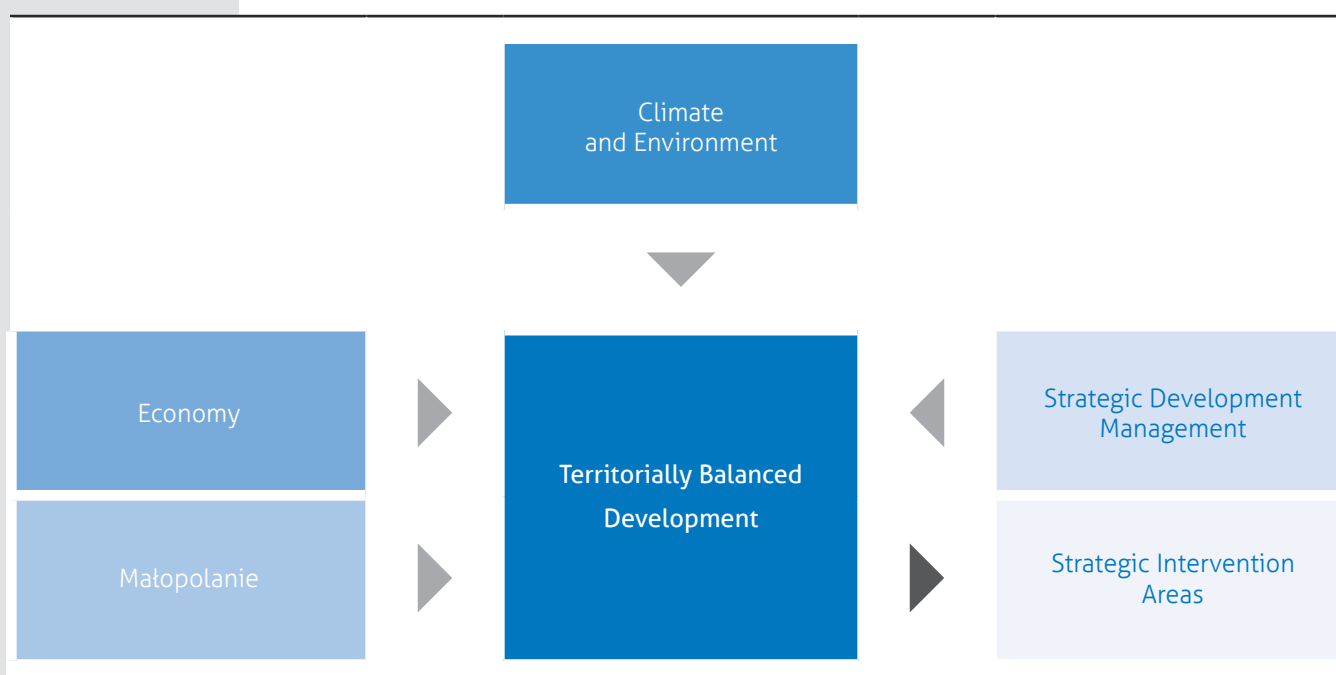 Climate
and Environment
Economy
Strategic Development
Management
Territorially Balanced
Development
Małopolanie
Strategic Intervention
Areas